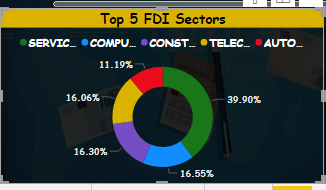 Top 5 FDI Sectors
SERVIC... COMPU... CONST... TELEC... AUTO...
11.19%
16.06%
39.90%
16.30%
16.55%